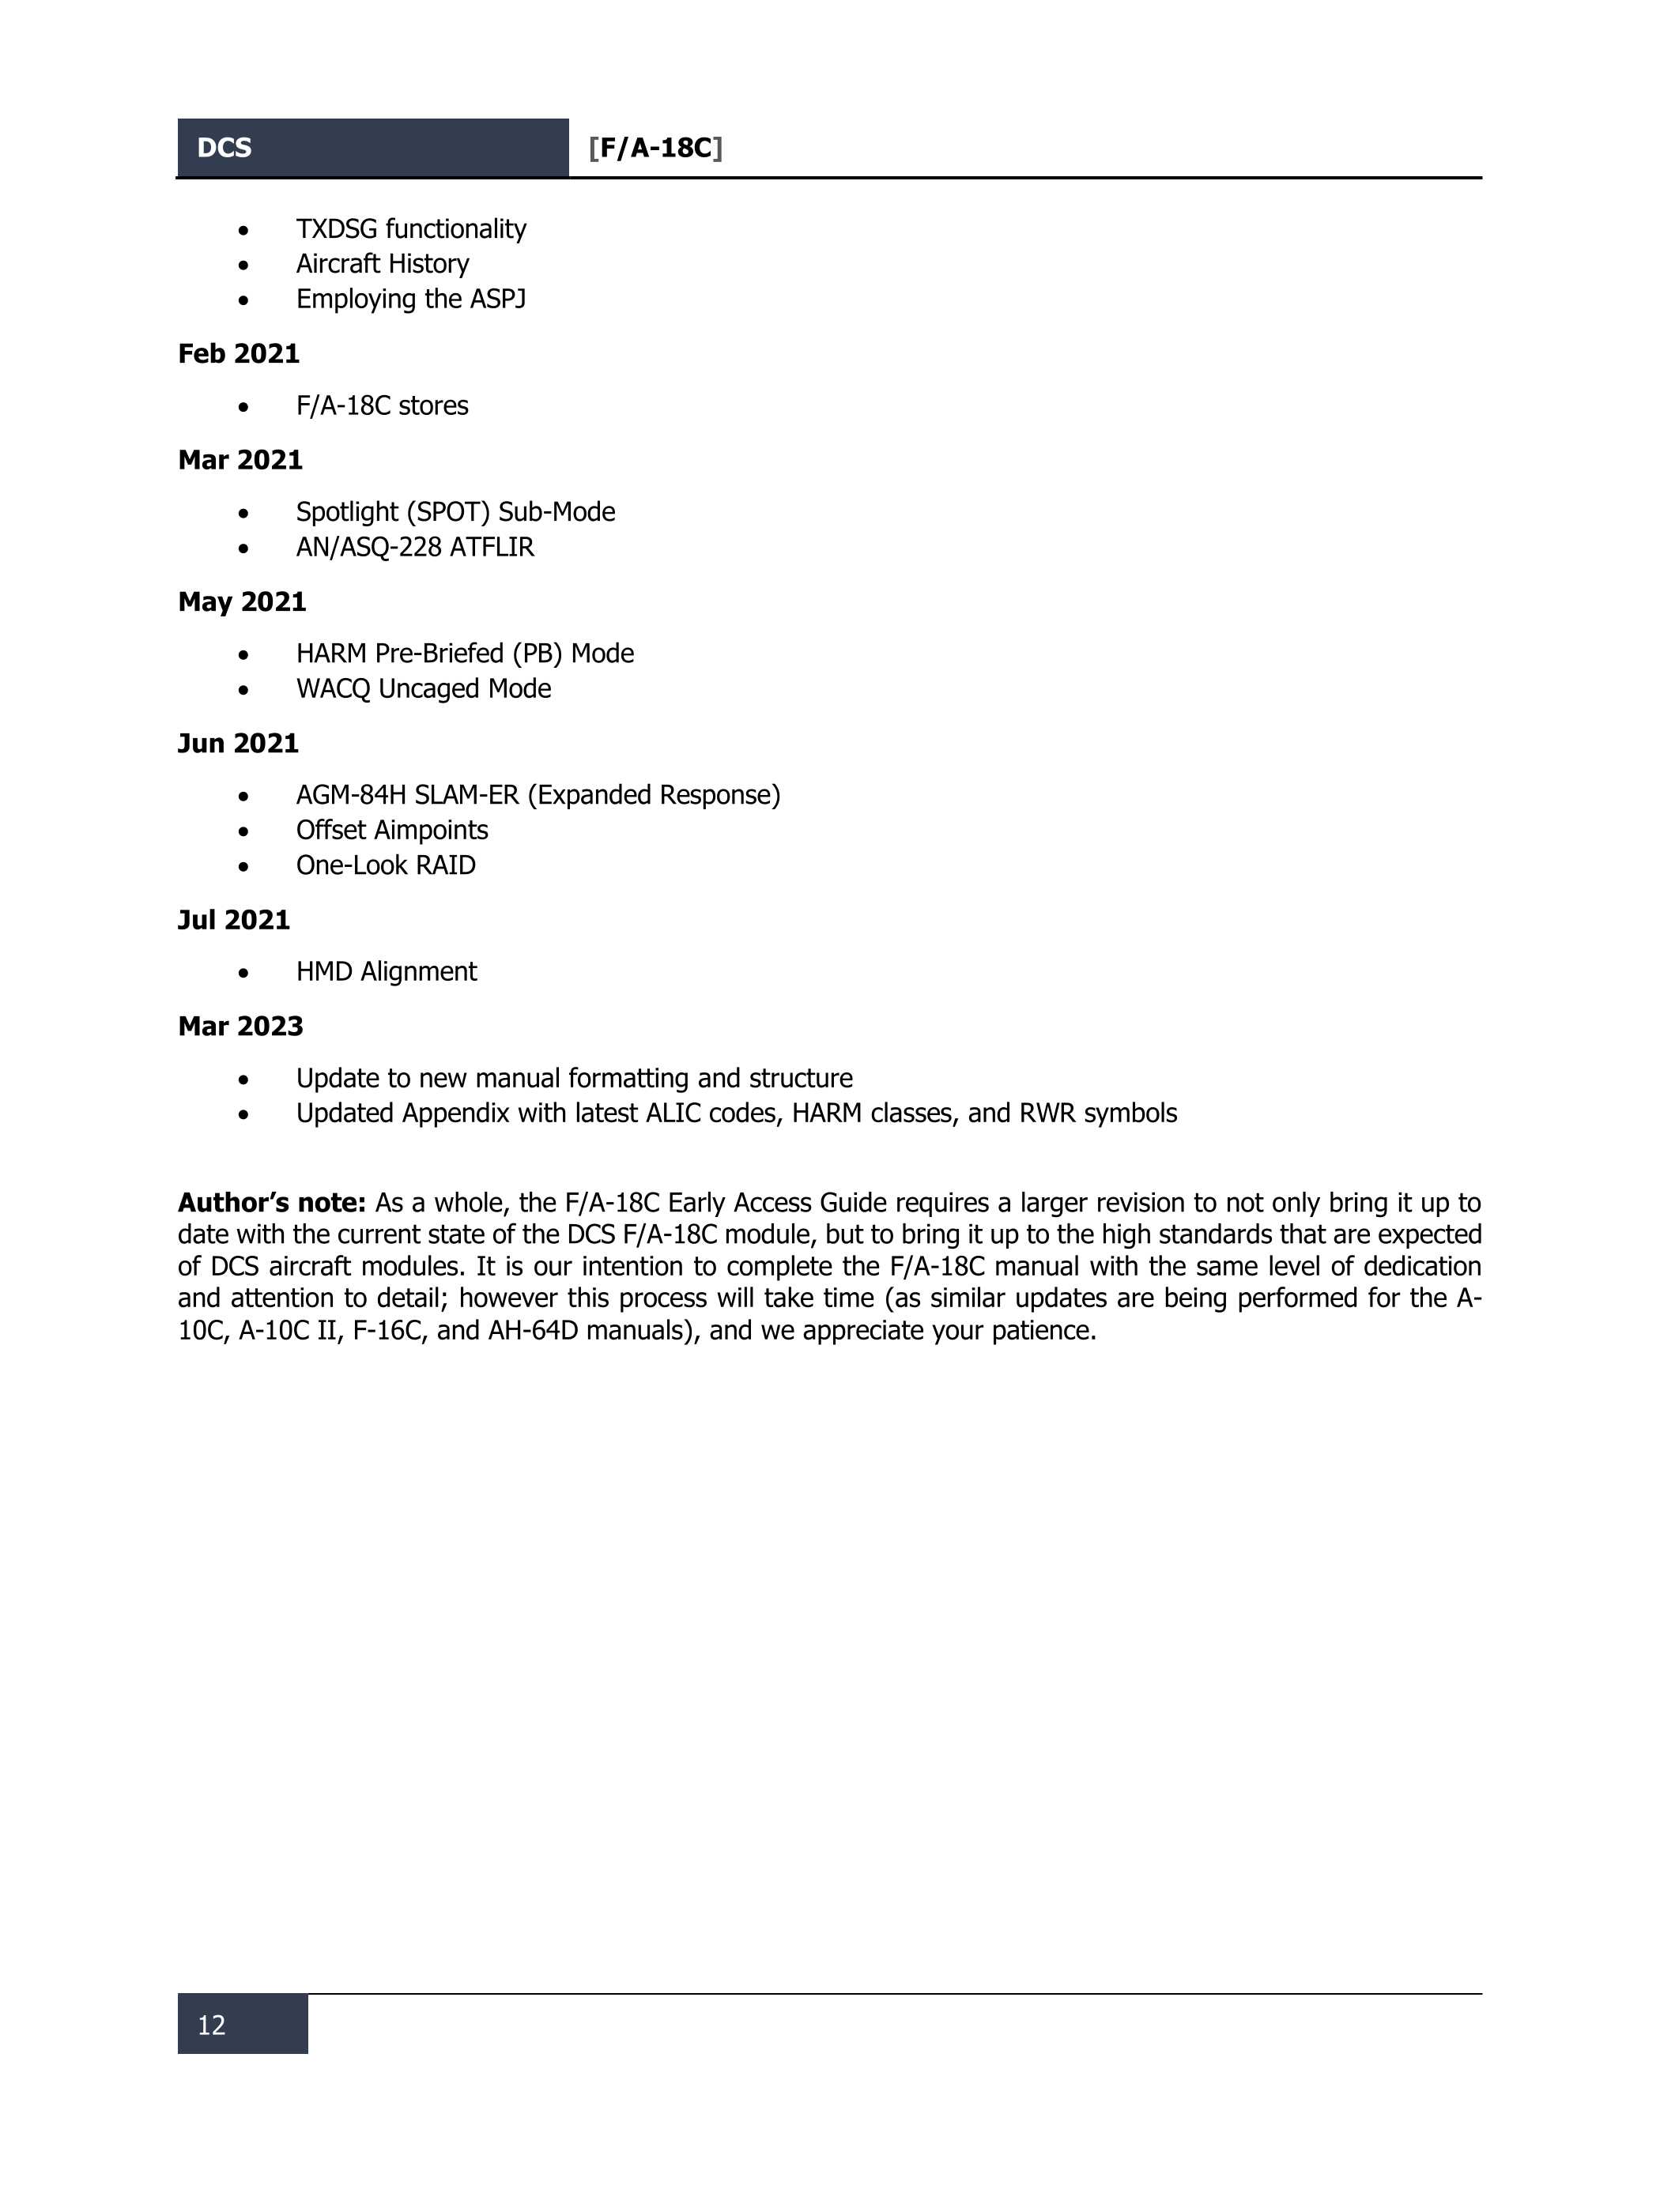 DCS [F/A-18C]
• TXDSG functionality
• Aircraft History
• Employing the ASPJ
Feb 2021
• F/A-18C stores
Mar 2021
• Spotlight (SPOT) Sub-Mode
• AN/ASQ-228 ATFLIR
May 2021
• HARM Pre-Briefed (PB) Mode
• WACQ Uncaged Mode
Jun 2021
• AGM-84H SLAM-ER (Expanded Response)
• Offset Aimpoints
• One-Look RAID
Jul 2021
• HMD Alignment
Mar 2023
• Update to new manual formatting and structure
• Updated Appendix with latest ALIC codes, HARM classes, and RWR symbols
Author’s note: As a whole, the F/A-18C Early Access Guide requires a larger revision to not only bring it up to
date with the current state of the DCS F/A-18C module, but to bring it up to the high standards that are expected
of DCS aircraft modules. It is our intention to complete the F/A-18C manual with the same level of dedication
and attention to detail; however this process will take time (as similar updates are being performed for the A-
10C, A-10C II, F-16C, and AH-64D manuals), and we appreciate your patience.
12